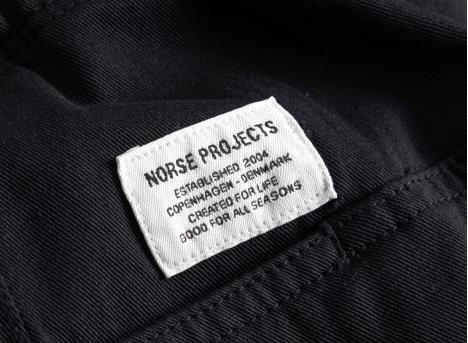 NORSE PROJECTS
ESTABLISHED 2004
COPENHAGEN - DENMARK
CREATED FOR LIFE
GOOD FOR ALL SEASONS